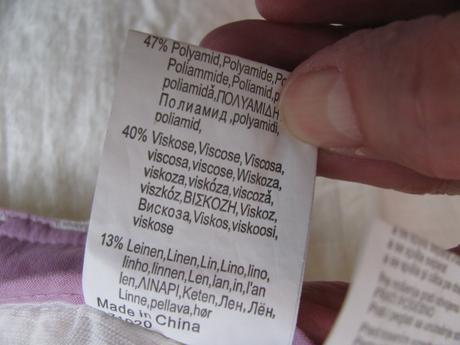 47% Polyamid,Polyamide,
Poliammide,Poliamid,
poliamidă,ΠΟΛΥΑΜΙΔΗ
Полиамид,polyamidi,
poliamid,
40% Viskose,Viscose,Viscosa,
viscosa,viscose,Wiskoza,
viskoza,viskóza,viscoză,
viszkóz,ΒΙΣΚΟΖΗ,Viskoz,
Вискоза,Viskos,viskoosi,
viskose
13% Leinen,Linen,Lin,Lino,lino,
linho,linnen,Len,lan,in,l'an
len,ΛΙΝΑΡΙ,Keten,Лен,Лён,
Linne,pellava,hør
Made in China